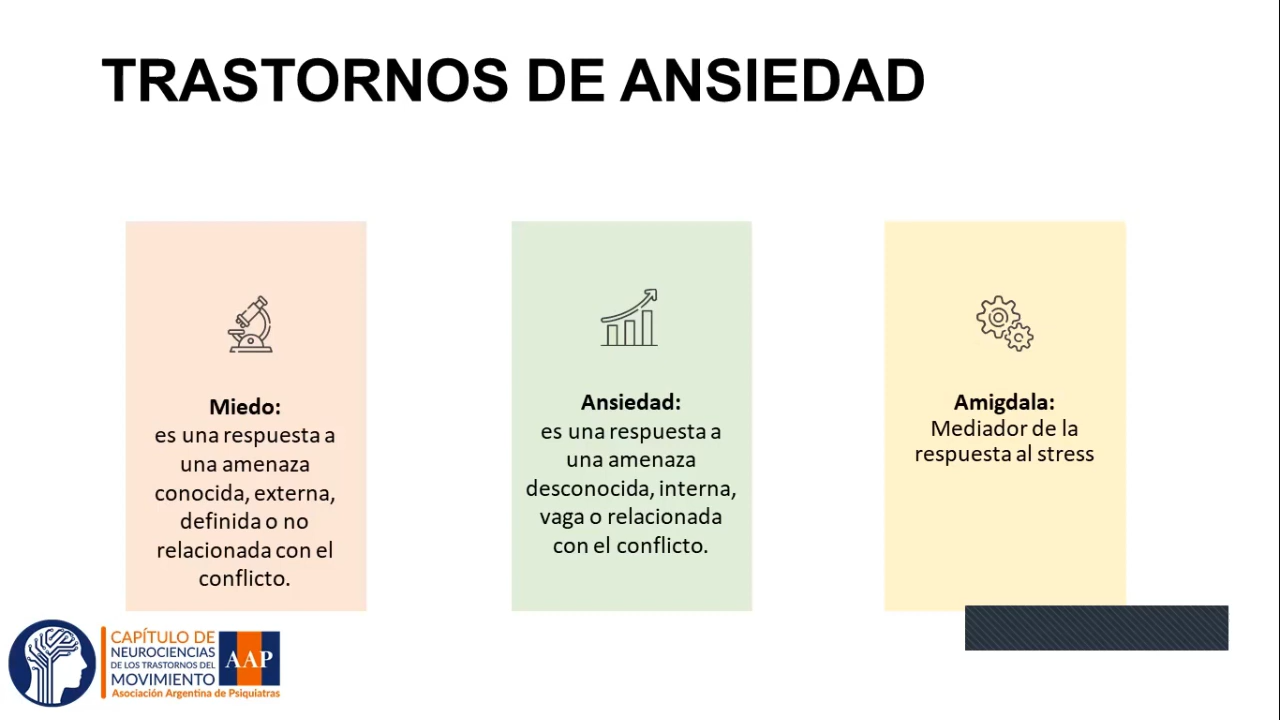 TRASTORNOS DE ANSIEDAD
Miedo:
es una respuesta a
una amenaza
conocida, externa,
definida o no
relacionada con el
conflicto.
Ansiedad:
es una respuesta a
una amenaza
desconocida, interna,
vaga o relacionada
con el conflicto.
Amigdala:
Mediador de la
respuesta al stress
CAPÍTULO DE
NEUROCIENCIAS
DE LOS TRASTORNOS DEL
MOVIMIENTO
AAP
Asociación Argentina de Psiquiatras